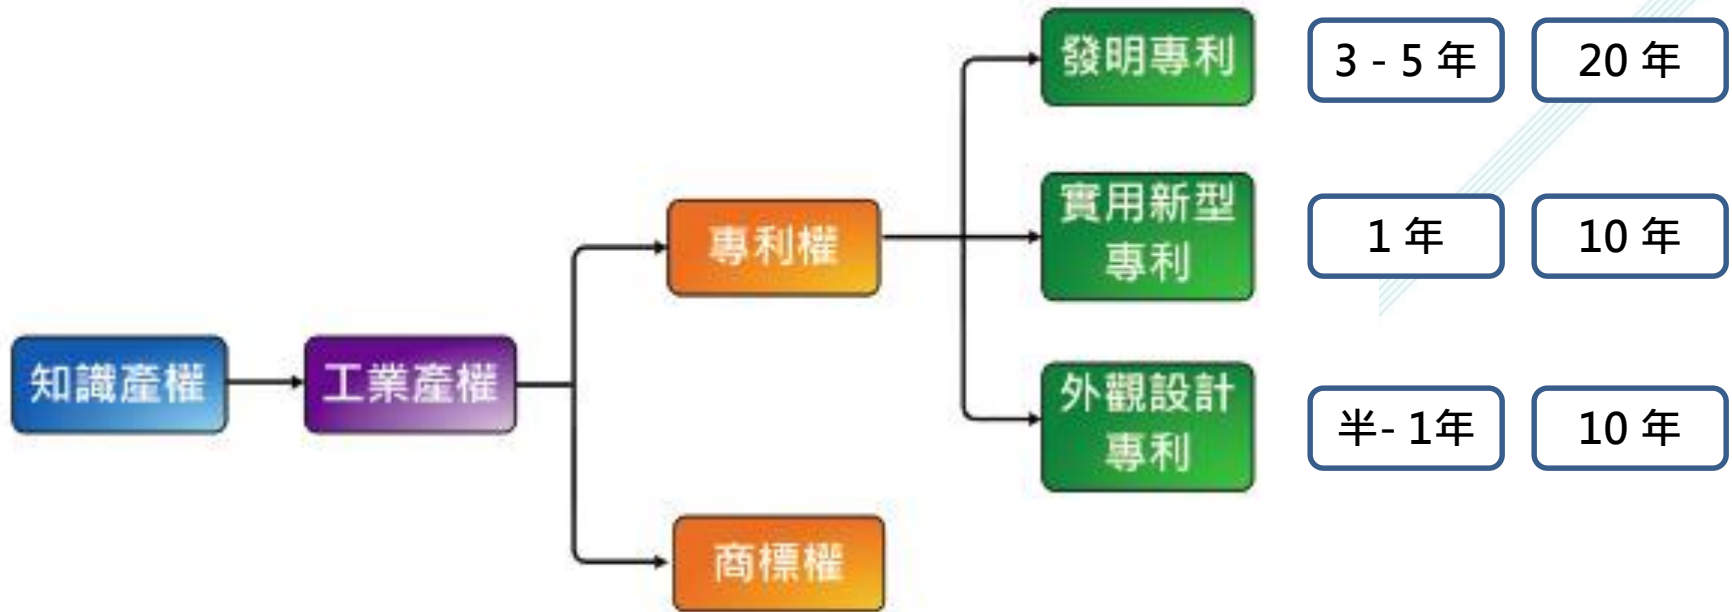 發明專利
3 - 5 年
20 年
實用新型
專利
1 年
10 年
專利權
知識產權
工業產權
外觀設計
專利
半- 1年
10 年
商標權